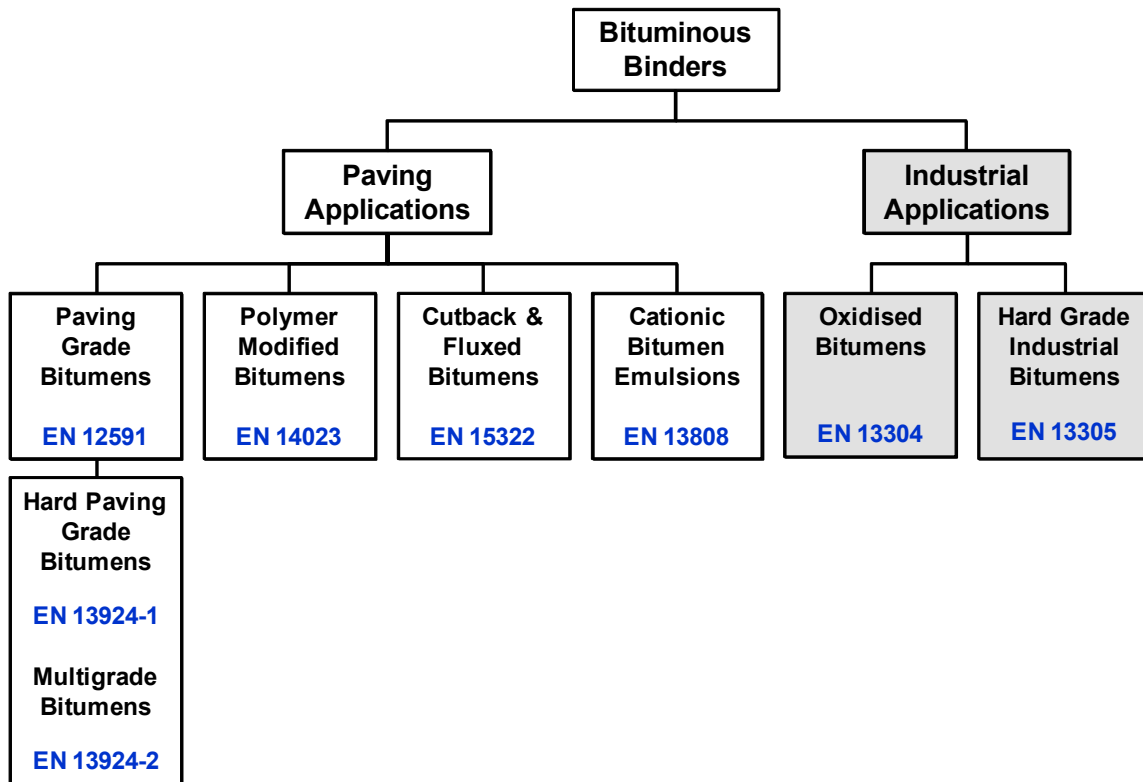 Bituminous
Binders
Paving
Applications
Industrial
Applications
Paving
Grade
Bitumens
EN 12591
Polymer
Modified
Bitumens
EN 14023
Cutback &
Fluxed
Bitumens
EN 15322
Cationic
Bitumen
Emulsions
EN 13808
Oxidised
Bitumens
EN 13304
Hard Grade
Industrial
Bitumens
EN 13305
Hard Paving
Grade
Bitumens
EN 13924-1
Multigrade
Bitumens
EN 13924-2